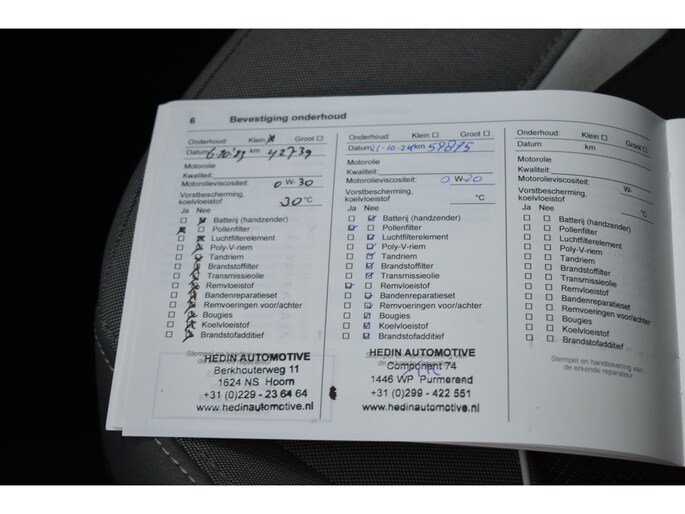 6 Bevestiging onderhoud
Onderhoud: Klein Groot
Datum 6-10-'23 km 42739
Motorolie
Kwaliteit:
Motorolieviscositeit: 0 W-30
Vorstbescherming,
koelvloeistof 30 °C
Ja Nee
Batterij (handzender)
Pollenfilter
Luchtfilterelement
Poly-V-riem
Tandriem
Brandstoffilter
Transmissieolie
Remvloeistof
Bandenreparatieset
Remvoeringen voor/achter
Bougies
Koelvloeistof
Brandstofadditief
Stempel en handtekening van
HEDIN AUTOMOTIVE
Berkhouterweg 11
1624 NS Hoorn
+31 (0)229 - 23 64 64
www.hedinautomotive.nl
Onderhoud: Klein Groot
Datum 21-10-24 km 59875
Motorolie
Kwaliteit:
Motorolieviscositeit: 0 W-20
Vorstbescherming,
koelvloeistof °C
Ja Nee
Batterij (handzender)
Pollenfilter
Luchtfilterelement
Poly-V-riem
Tandriem
Brandstoffilter
Transmissieolie
Remvloeistof
Bandenreparatieset
Remvoeringen voor/achter
Bougies
Koelvloeistof
Brandstofadditief
HEDIN AUTOMOTIVE
Component 74
1446 WP Purmerend
+31 (0)299 - 422 551
www.hedinautomotive.nl
Onderhoud: Klein Groot
Datum km
Motorolie
Kwaliteit:
Motorolieviscositeit: W-
Vorstbescherming,
koelvloeistof °C
Ja Nee
Batterij (handzender)
Pollenfilter
Luchtfilterelement
Poly-V-riem
Tandriem
Brandstoffilter
Transmissieolie
Remvloeistof
Bandenreparatieset
Remvoeringen voor/achter
Bougies
Koelvloeistof
Brandstofadditief
Stempel en handtekening van
de erkende reparateur